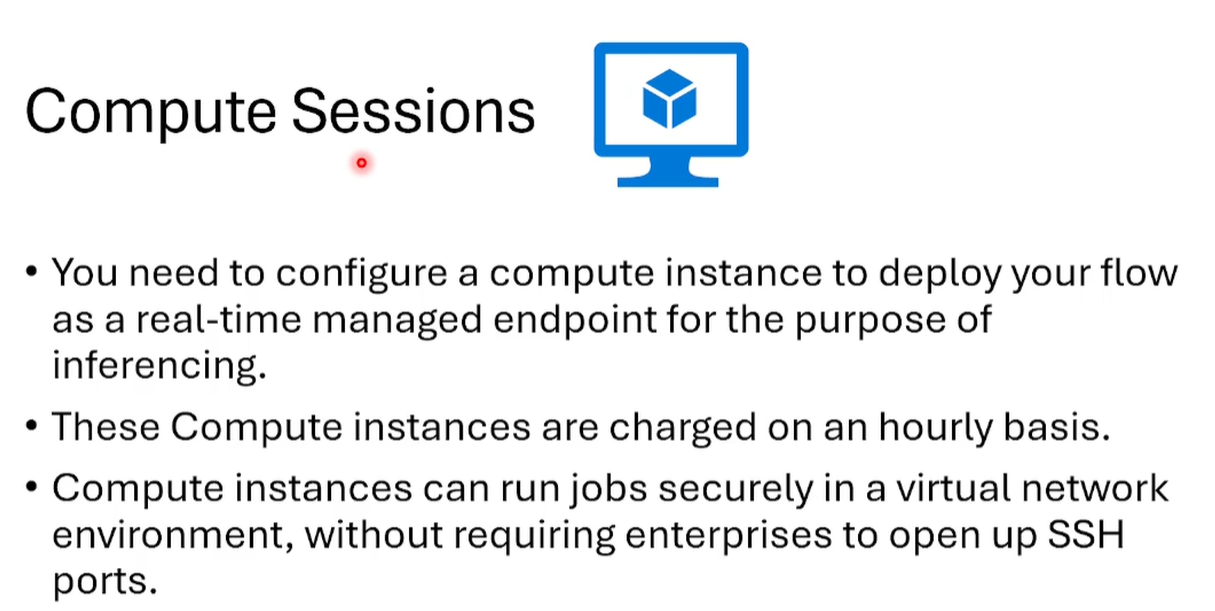 Compute Sessions
• You need to configure a compute instance to deploy your flow
as a real-time managed endpoint for the purpose of
inferencing.
• These Compute instances are charged on an hourly basis.
• Compute instances can run jobs securely in a virtual network
environment, without requiring enterprises to open up SSH
ports.